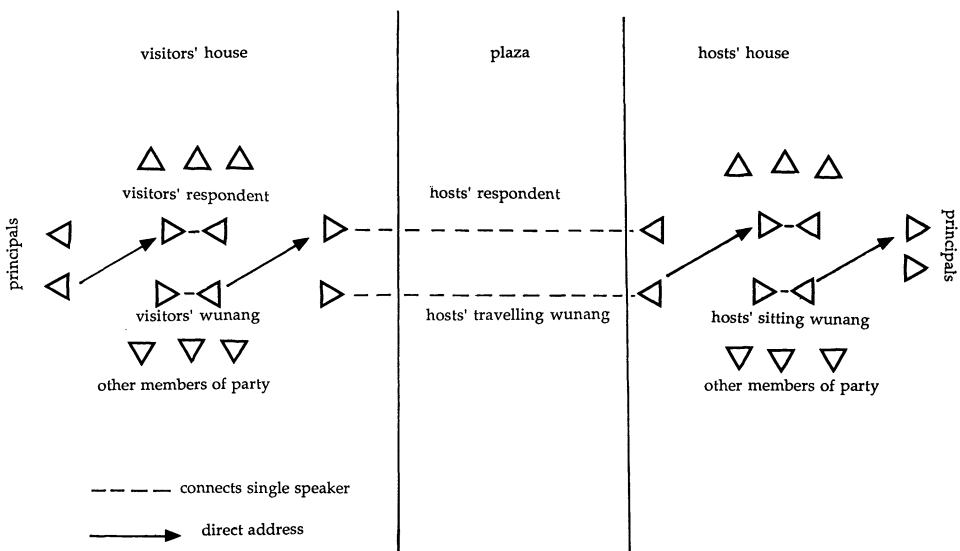 visitors' house
plaza
hosts' house
visitors' respondent
hosts' respondent
principals
principals
visitors' wunang
hosts' travelling wunang
hosts' sitting wunang
other members of party
other members of party
connects single speaker
direct address